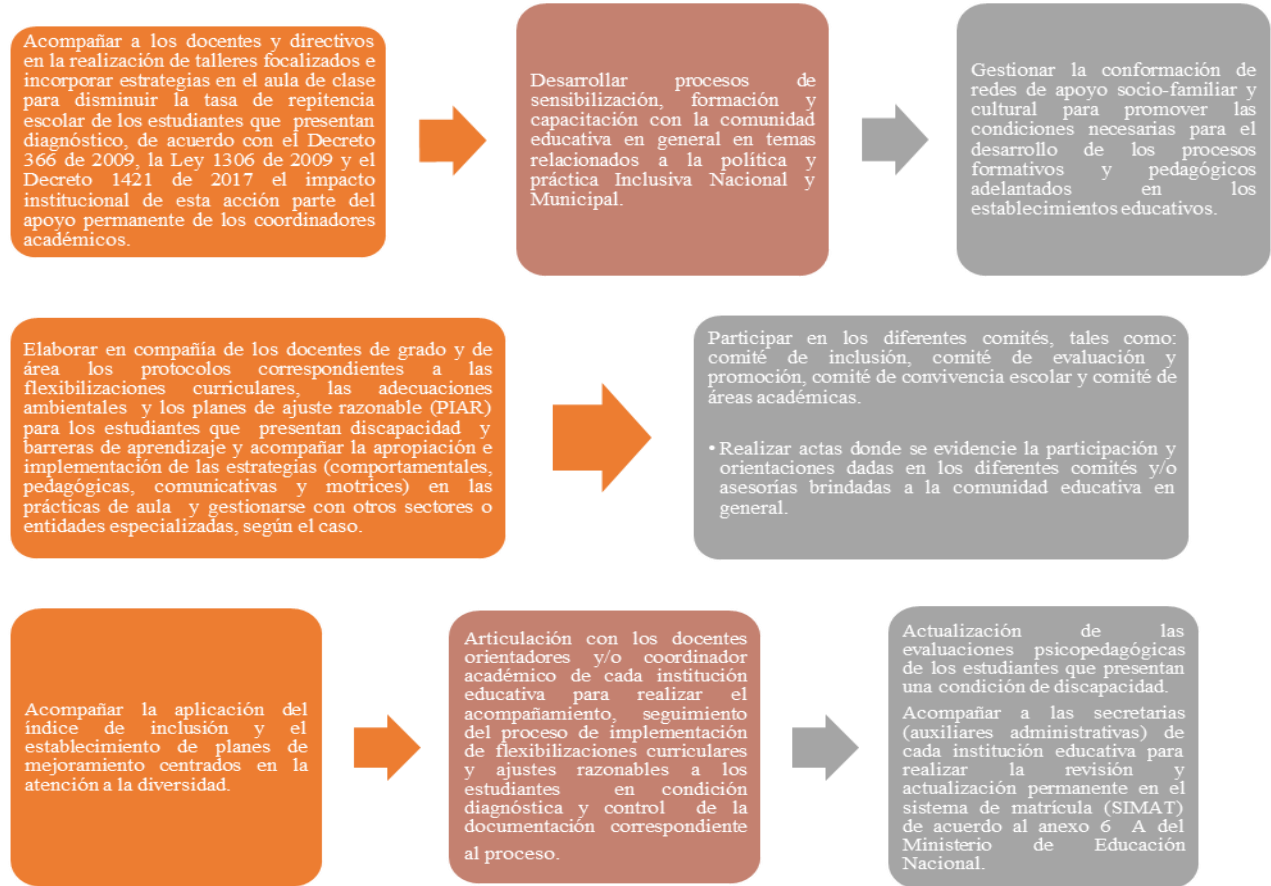 Acompañar a los docentes y directivos
en la realización de talleres focalizados e
incorporar estrategias en el aula de clase
para disminuir la tasa de repitencia
escolar de los estudiantes que presentan
diagnóstico, de acuerdo con el Decreto
366 de 2009, la Ley 1306 de 2009 y el
Decreto 1421 de 2017 el impacto
institucional de esta acción parte del
apoyo permanente de los coordinadores
académicos.
Desarrollar procesos de
sensibilización, formación y
capacitación con la comunidad
educativa en general en temas
relacionados a la política y
práctica Inclusiva Nacional y
Municipal.
Gestionar la conformación de
redes de apoyo socio-familiar y
cultural para promover las
condiciones necesarias para el
desarrollo de los procesos
formativos y pedagógicos
adelantados en los
establecimientos educativos.
Elaborar en compañía de los docentes de grado y de
área los protocolos correspondientes a las
flexibilizaciones curriculares, las adecuaciones
ambientales y los planes de ajuste razonable (PIAR)
para los estudiantes que presentan discapacidad y
barreras de aprendizaje y acompañar la apropiación e
implementación de las estrategias (comportamentales,
pedagógicas, comunicativas y motrices) en las
prácticas de aula y gestionarse con otros sectores o
entidades especializadas, según el caso.
Participar en los diferentes comités, tales como:
comité de inclusión, comité de evaluación y
promoción, comité de convivencia escolar y comité de
áreas académicas.
• Realizar actas donde se evidencie la participación y
orientaciones dadas en los diferentes comités y/o
asesorías brindadas a la comunidad educativa en
general.
Acompañar la aplicación del
índice de inclusión y el
establecimiento de planes de
mejoramiento centrados en la
atención a la diversidad.
Articulación con los docentes
orientadores y/o coordinador
académico de cada institución
educativa para realizar el
acompañamiento, seguimiento
del proceso de implementación
de flexibilizaciones curriculares
y ajustes razonables a los
estudiantes en condición
diagnóstica y control de la
documentación correspondiente
al proceso.
Actualización de las
evaluaciones psicopedagógicas
de los estudiantes que presentan
una condición de discapacidad.
Acompañar a las secretarias
(auxiliares administrativas) de
cada institución educativa para
realizar la revisión y
actualización permanente en el
sistema de matrícula (SIMAT)
de acuerdo al anexo 6 A del
Ministerio de Educación
Nacional.